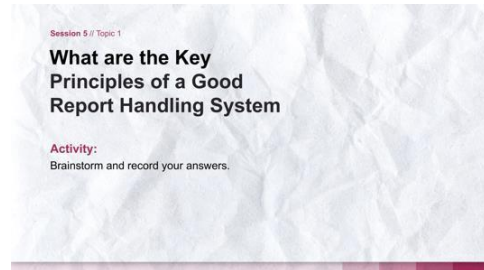 Session 5 // Topic 1
What are the Key
Principles of a Good
Report Handling System
Activity:
Brainstorm and record your answers.